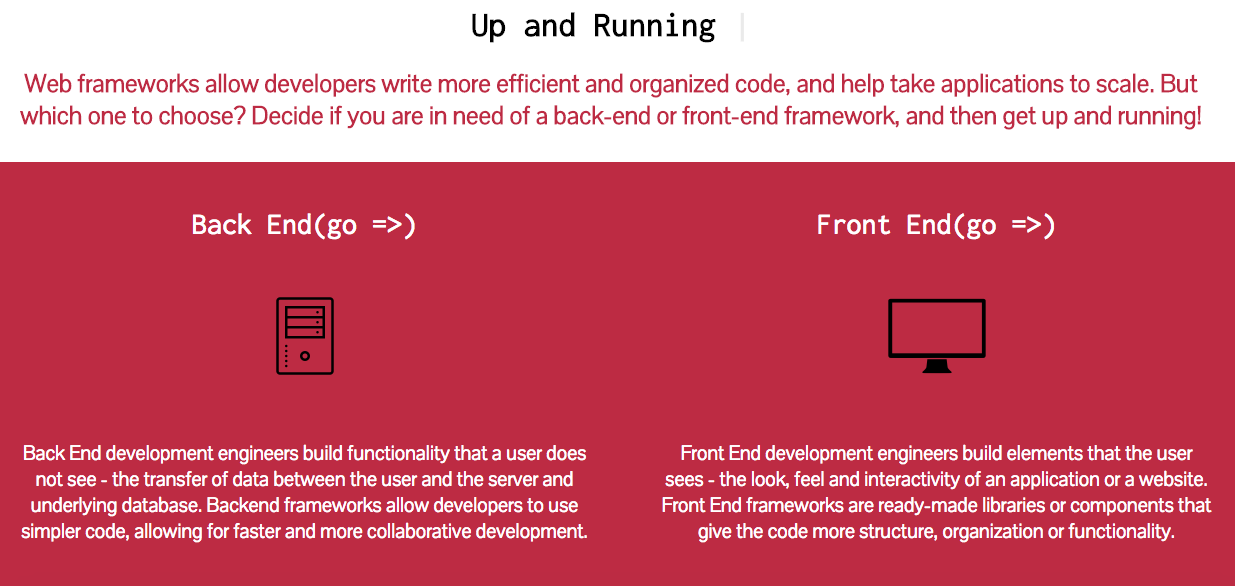 Up and Running
Web frameworks allow developers write more efficient and organized code, and help take applications to scale. But
which one to choose? Decide if you are in need of a back-end or front-end framework, and then get up and running!
Back End(go =>)
Back End development engineers build functionality that a user does
not see - the transfer of data between the user and the server and
underlying database. Backend frameworks allow developers to use
simpler code, allowing for faster and more collaborative development.
Front End(go =>)
Front End development engineers build elements that the user
sees - the look, feel and interactivity of an application or a website.
Front End frameworks are ready-made libraries or components that
give the code more structure, organization or functionality.